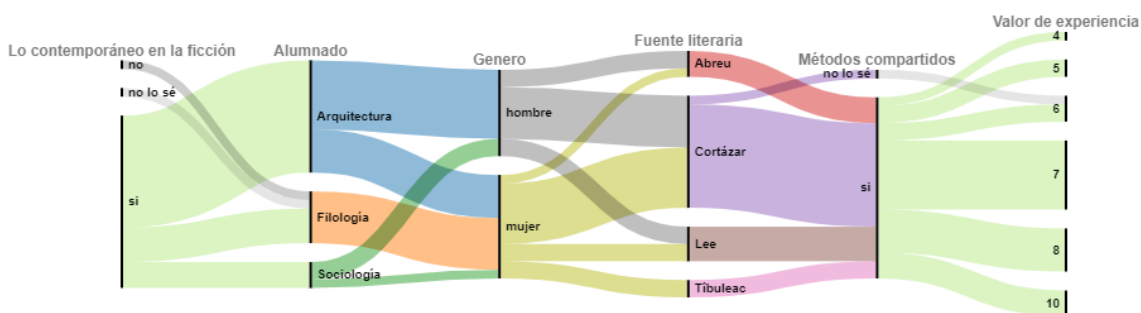 Lo contemporáneo en la ficción
Alumnado
Genero
Fuente literaria
Métodos compartidos
Valor de experiencia
no
no lo sé
si
Arquitectura
Filología
Sociología
hombre
mujer
Abreu
Cortázar
Lee
Tîbuleac
no lo sé
si
4
5
6
7
8
10